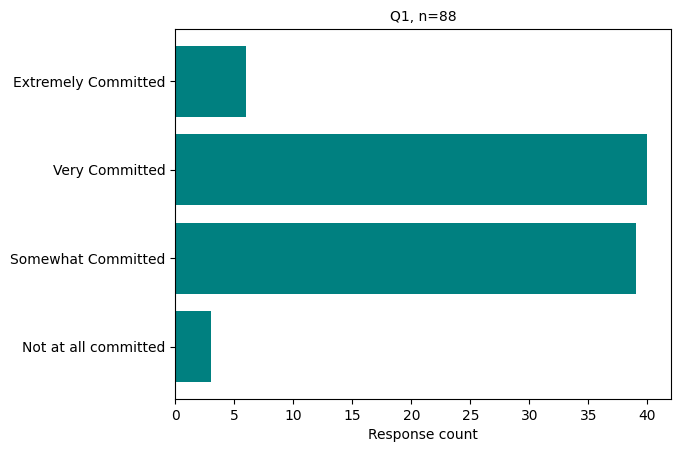 Q1, n=88
Extremely Committed
Very Committed
Somewhat Committed
Not at all committed
0 5 10 15 20 25 30 35 40
Response count